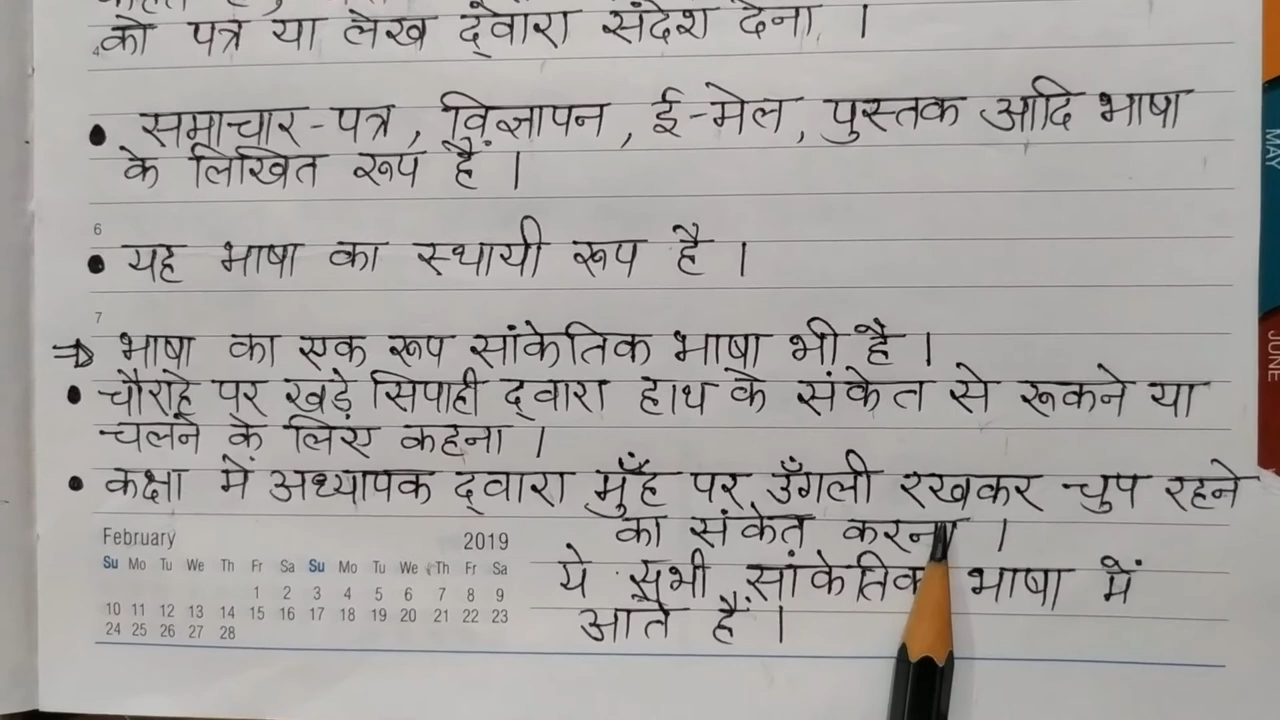 को पत्र या लेख द्वारा संदेश देना ।
• समाचार-पत्र, विज्ञापन, ई-मेल, पुस्तक आदि भाषा
के लिखित रूप हैं ।
6
• यह भाषा का स्थायी रूप है ।
7
→ भाषा का एक रूप सांकेतिक भाषा भी है ।
• चौराहे पर खड़े सिपाही द्वारा हाथ के संकेत से रूकने या
चलने के लिए कहना ।
• कक्षा में अध्यापक द्वारा मुँह पर उँगली रखकर चुप रहने
का संकेत करना ।
ये सभी सांकेतिक भाषा में
आते हैं ।
February 2019
Su Mo Tu We Th Fr Sa Su Mo Tu We Th Fr Sa
1 2 3 4 5 6 7 8 9
10 11 12 13 14 15 16 17 18 19 20 21 22 23
24 25 26 27 28
MAY
JUNE